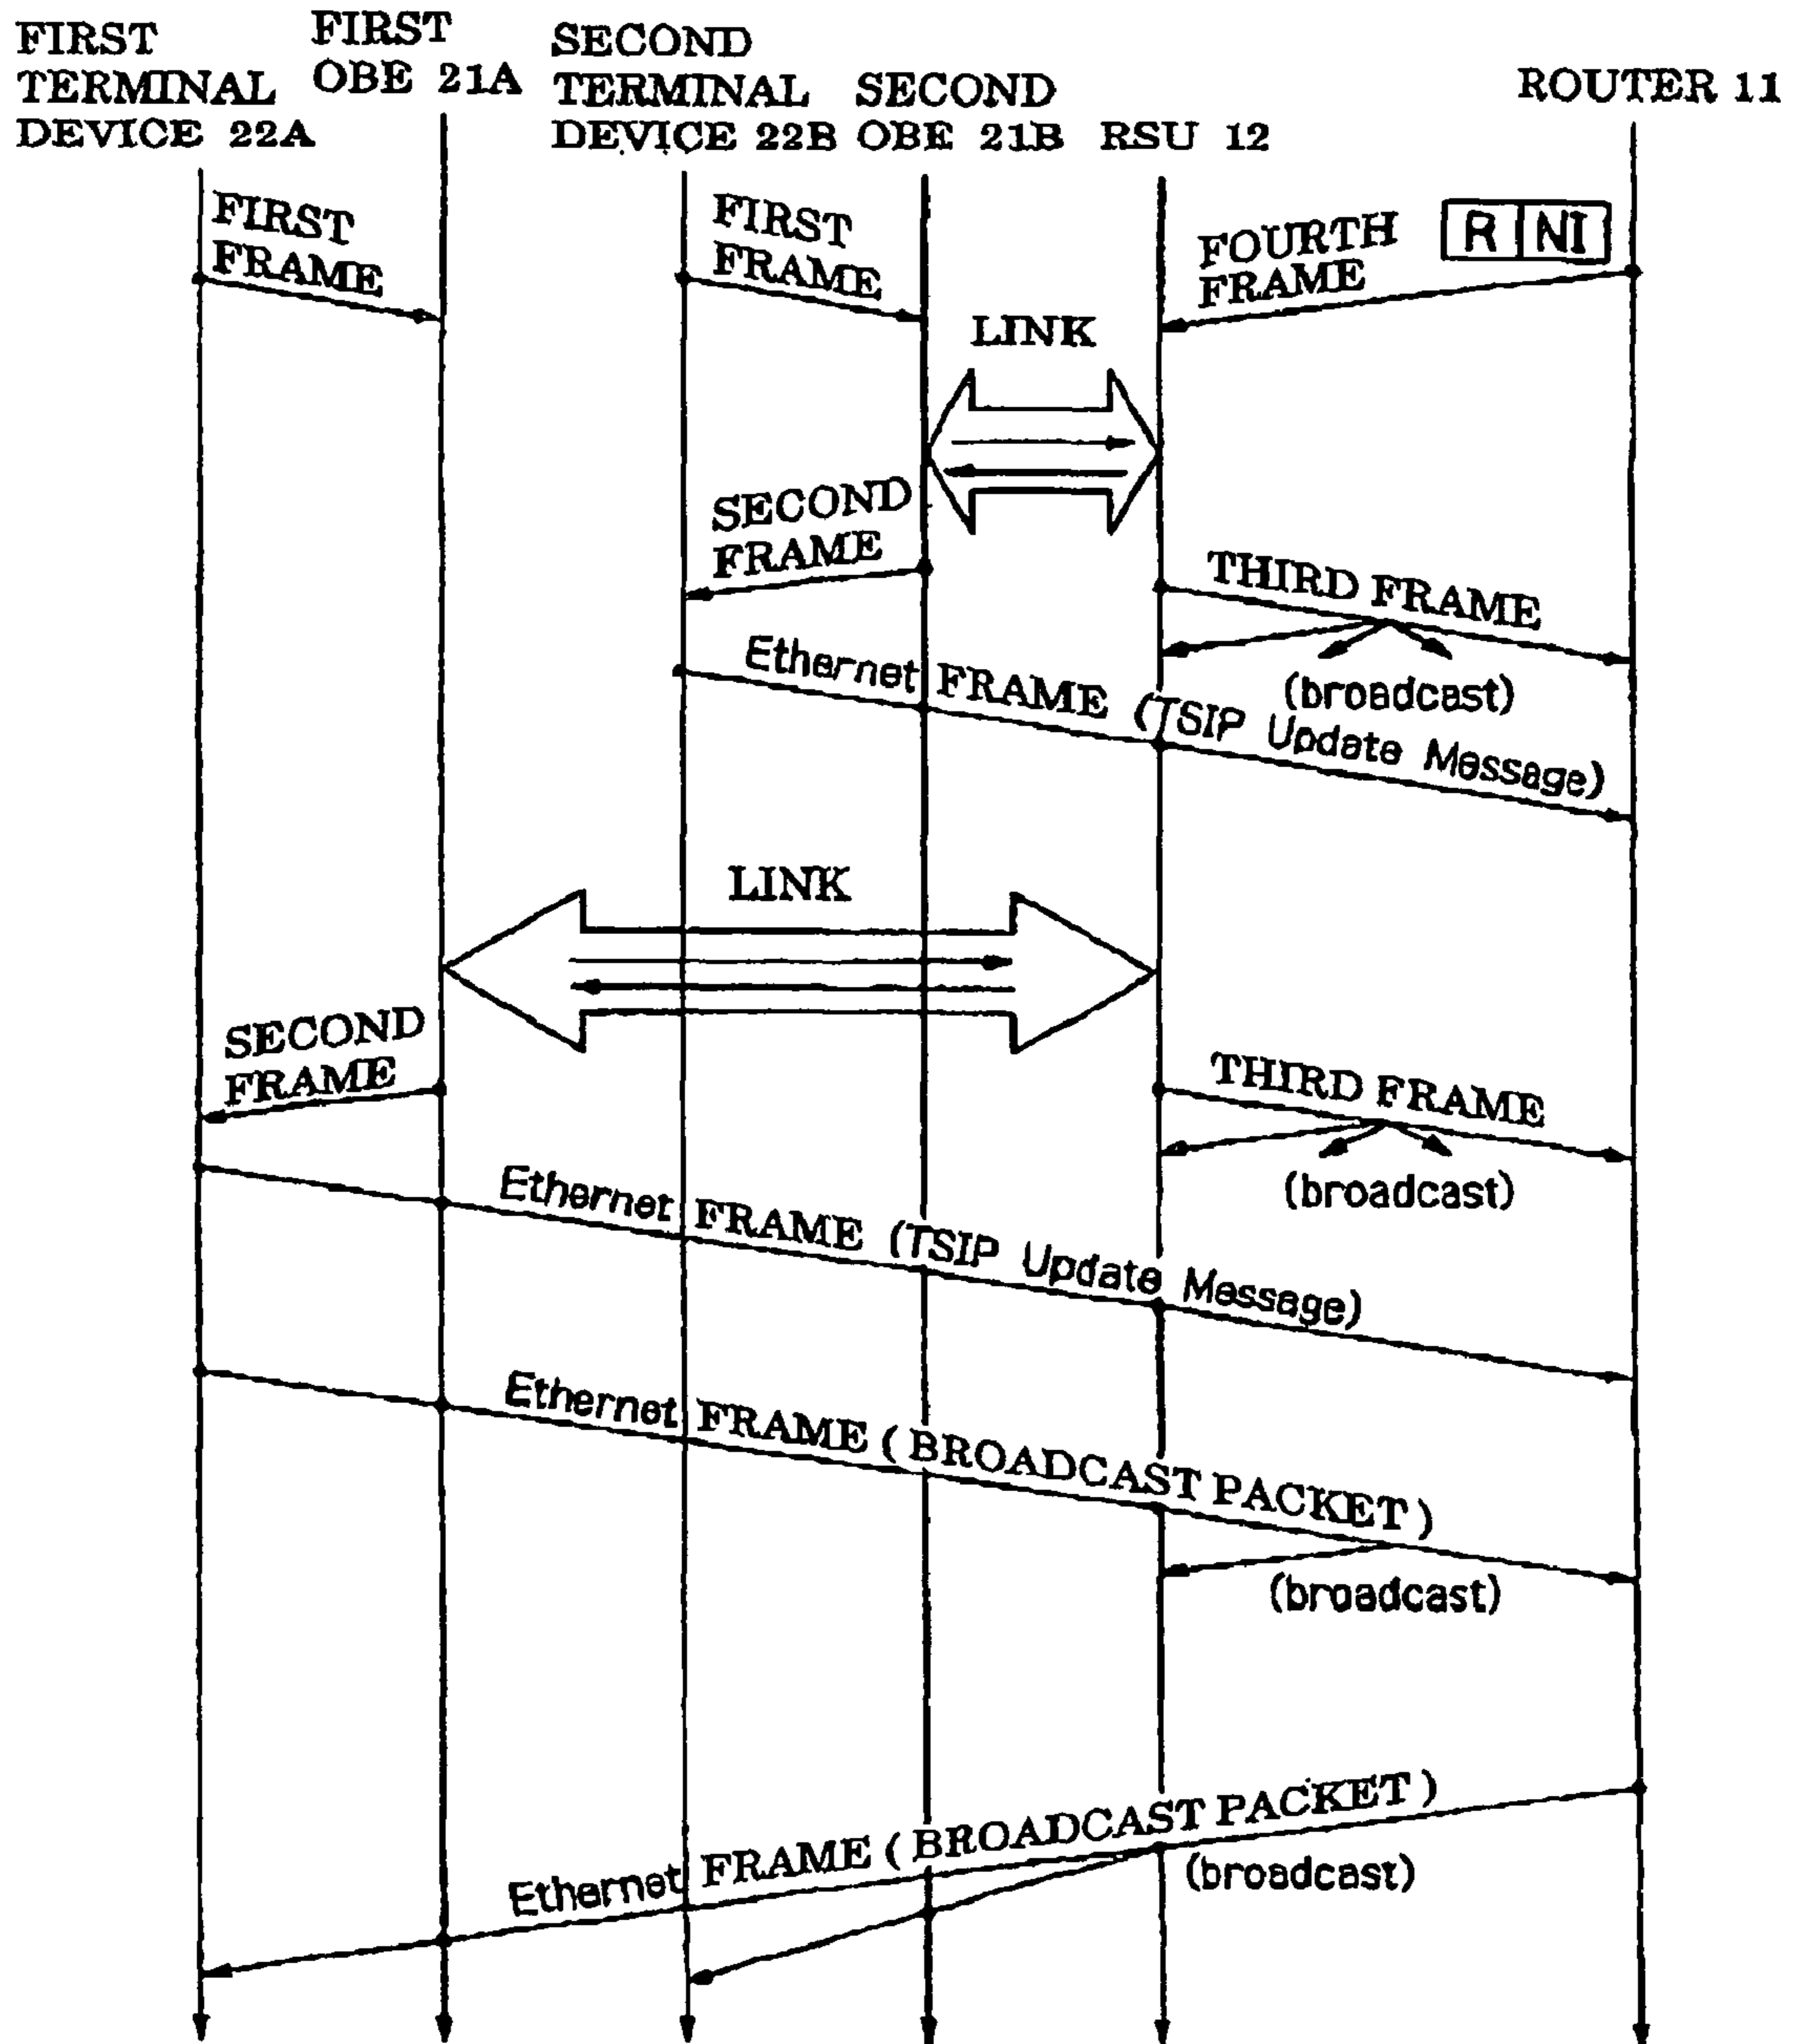 FIRST
TERMINAL
DEVICE 22A
FIRST
OBE 21A
SECOND
TERMINAL
DEVICE 22B
SECOND
OBE 21B
RSU 12
ROUTER 11
FIRST
FRAME
FIRST
FRAME
FOURTH
FRAME
R NI
LINK
SECOND
FRAME
THIRD FRAME
(broadcast)
Ethernet FRAME (TSIP Update Message)
LINK
SECOND
FRAME
THIRD FRAME
(broadcast)
Ethernet FRAME (TSIP Update Message)
Ethernet FRAME ( BROADCAST PACKET )
(broadcast)
Ethernet FRAME ( BROADCAST PACKET )
(broadcast)